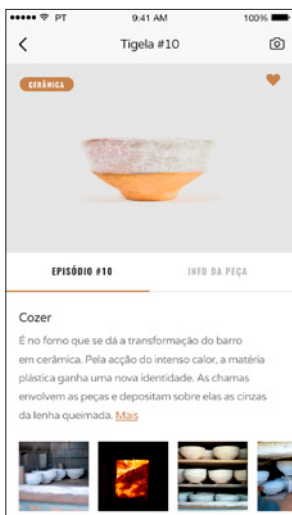 PT 9:41 AM 100%
Tigela #10
CERÂMICA
EPISÓDIO #10 INFO DA PEÇA
Cozer
É no forno que se dá a transformação do barro
em cerâmica. Pela acção do intenso calor, a matéria
plástica ganha uma nova identidade. As chamas
envolvem as peças e depositam sobre elas as cinzas
da lenha queimada. Mais